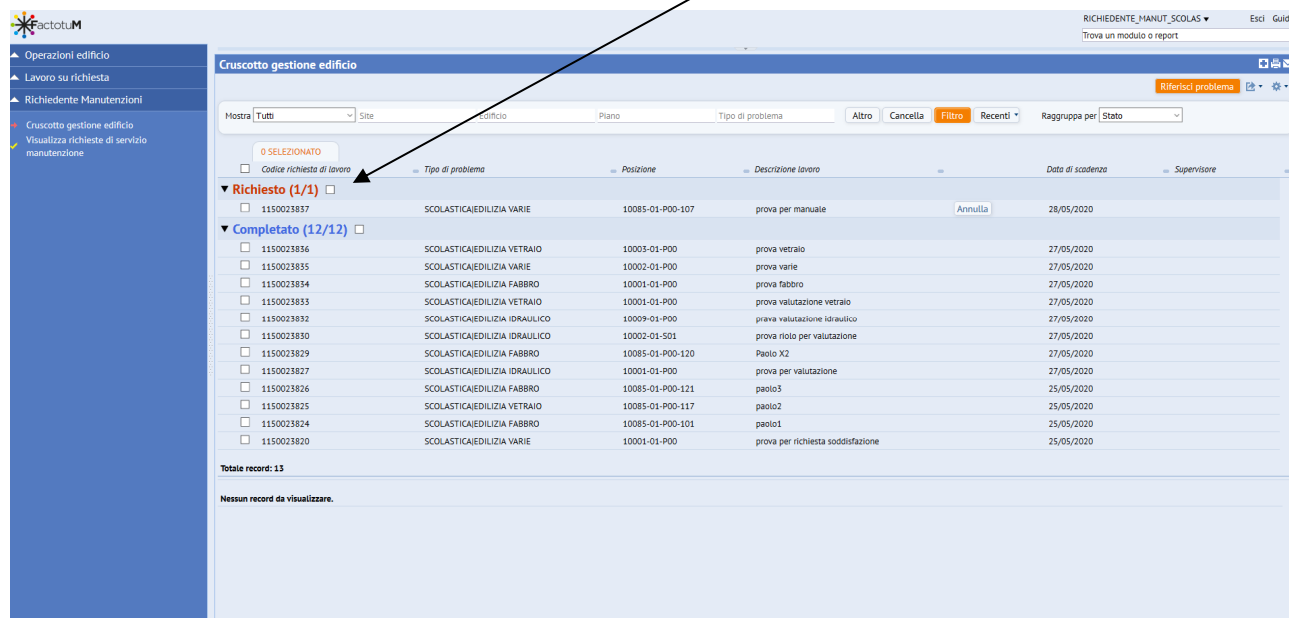 FactotuM
RICHIEDENTE_MANUT_SCOLAS ▾ Esci Guid
Trova un modulo o report
Operazioni edificio
Lavoro su richiesta
Richiedente Manutenzioni
Cruscotto gestione edificio
Visualizza richieste di servizio
manutenzione
Cruscotto gestione edificio
Riferisci problema
Mostra Tutti Site Edificio Piano Tipo di problema Altro Cancella Filtro Recenti Raggruppa per Stato
0 SELEZIONATO
Codice richiesta di lavoro Tipo di problema Posizione Descrizione lavoro Data di scadenza Supervisore
Richiesto (1/1)
1150023837 SCOLASTICA|EDILIZIA VARIE 10085-01-P00-107 prova per manuale Annulla 28/05/2020
Completato (12/12)
1150023836 SCOLASTICA|EDILIZIA VETRAIO 10003-01-P00 prova vetraio 27/05/2020
1150023835 SCOLASTICA|EDILIZIA VARIE 10002-01-P00 prova varie 27/05/2020
1150023834 SCOLASTICA|EDILIZIA FABBRO 10001-01-P00 prova fabbro 27/05/2020
1150023833 SCOLASTICA|EDILIZIA VETRAIO 10001-01-P00 prova valutazione vetraio 27/05/2020
1150023832 SCOLASTICA|EDILIZIA IDRAULICO 10009-01-P00 prava valutazione idraulico 27/05/2020
1150023830 SCOLASTICA|EDILIZIA IDRAULICO 10002-01-S01 prova riolo per valutazione 27/05/2020
1150023829 SCOLASTICA|EDILIZIA FABBRO 10085-01-P00-120 Paolo X2 27/05/2020
1150023827 SCOLASTICA|EDILIZIA IDRAULICO 10001-01-P00 prova per valutazione 27/05/2020
1150023826 SCOLASTICA|EDILIZIA FABBRO 10085-01-P00-121 paolo3 25/05/2020
1150023825 SCOLASTICA|EDILIZIA VETRAIO 10085-01-P00-117 paolo2 25/05/2020
1150023824 SCOLASTICA|EDILIZIA FABBRO 10085-01-P00-101 paolo1 25/05/2020
1150023820 SCOLASTICA|EDILIZIA VARIE 10001-01-P00 prova per richiesta soddisfazione 25/05/2020
Totale record: 13
Nessun record da visualizzare.